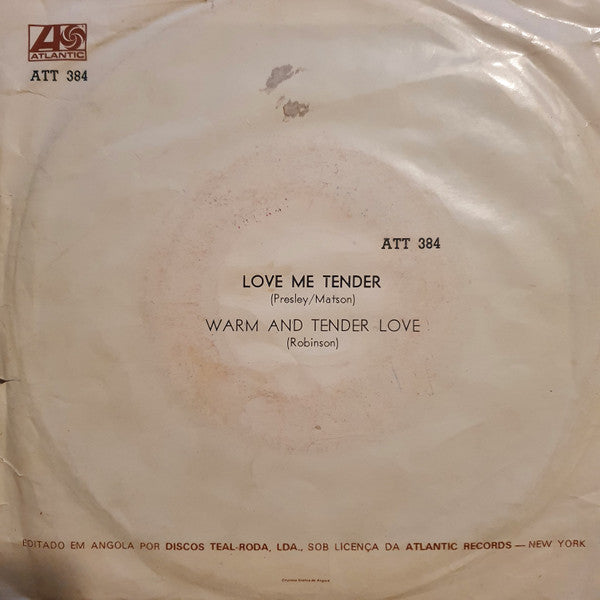 ATLANTIC
ATT 384
ATT 384
LOVE ME TENDER
(Presley/Matson)
WARM AND TENDER LOVE
(Robinson)
EDITADO EM ANGOLA POR DISCOS TEAL-RODA, LDA., SOB LICENÇA DA ATLANTIC RECORDS — NEW YORK